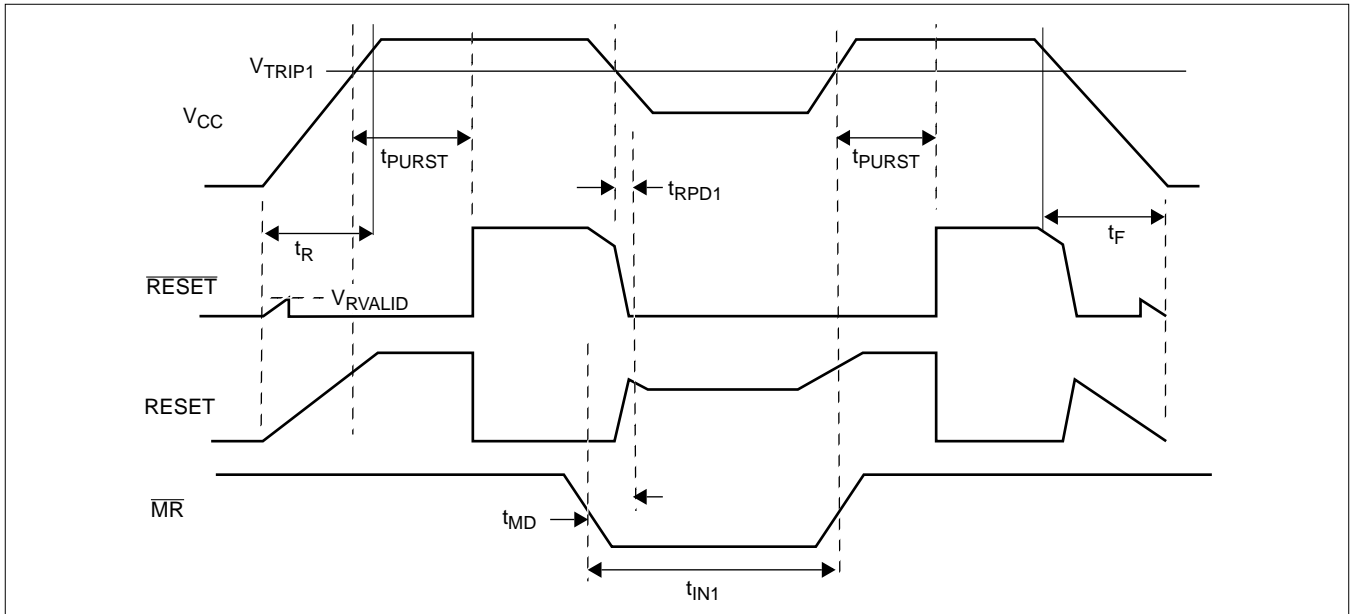 VTRIP1
VCC
tPURST
tPURST
tRPD1
tR
tF
RESET
VRVALID
RESET
MR
tMD
tIN1